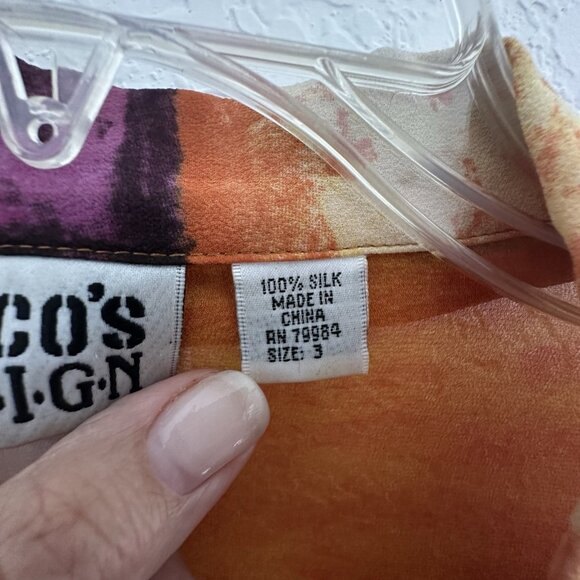 CO'S
·I·G·N
100% SILK
MADE IN
CHINA
RN 79984
SIZE: 3